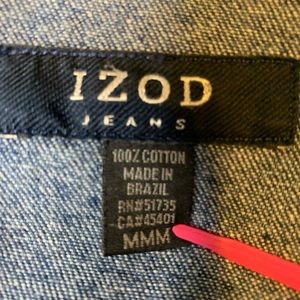 IZOD
JEANS
100% COTTON
MADE IN
BRAZIL
RN#51735
CA#45401
MMM